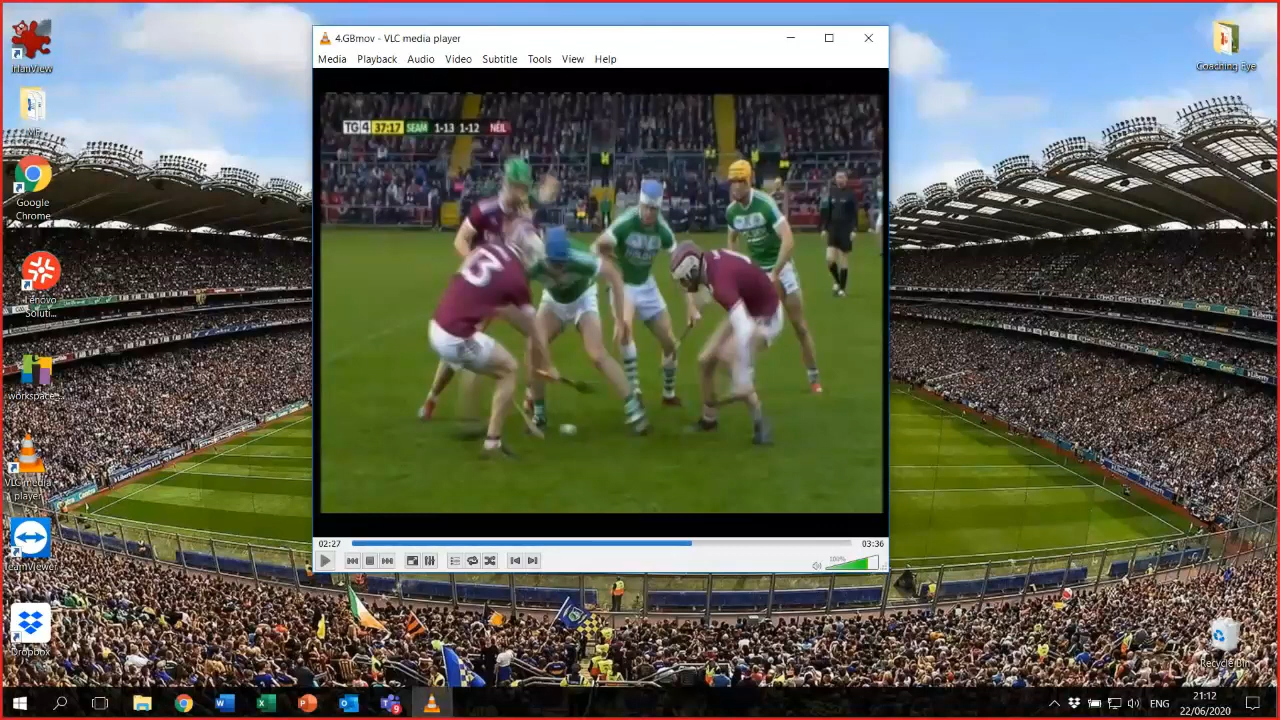 4.GBmov - VLC media player
Media Playback Audio Video Subtitle Tools View Help
TG4 37:17 SEAM 1-13 1-12 NEIL
13
02:27
03:36
100%
IrfanView
Google
Chrome
Lenovo
Soluti...
workspace...
VLC media
player
TeamViewer
Dropbox
Coaching Eye
Recycle Bin
ENG
21:12
22/06/2020
9